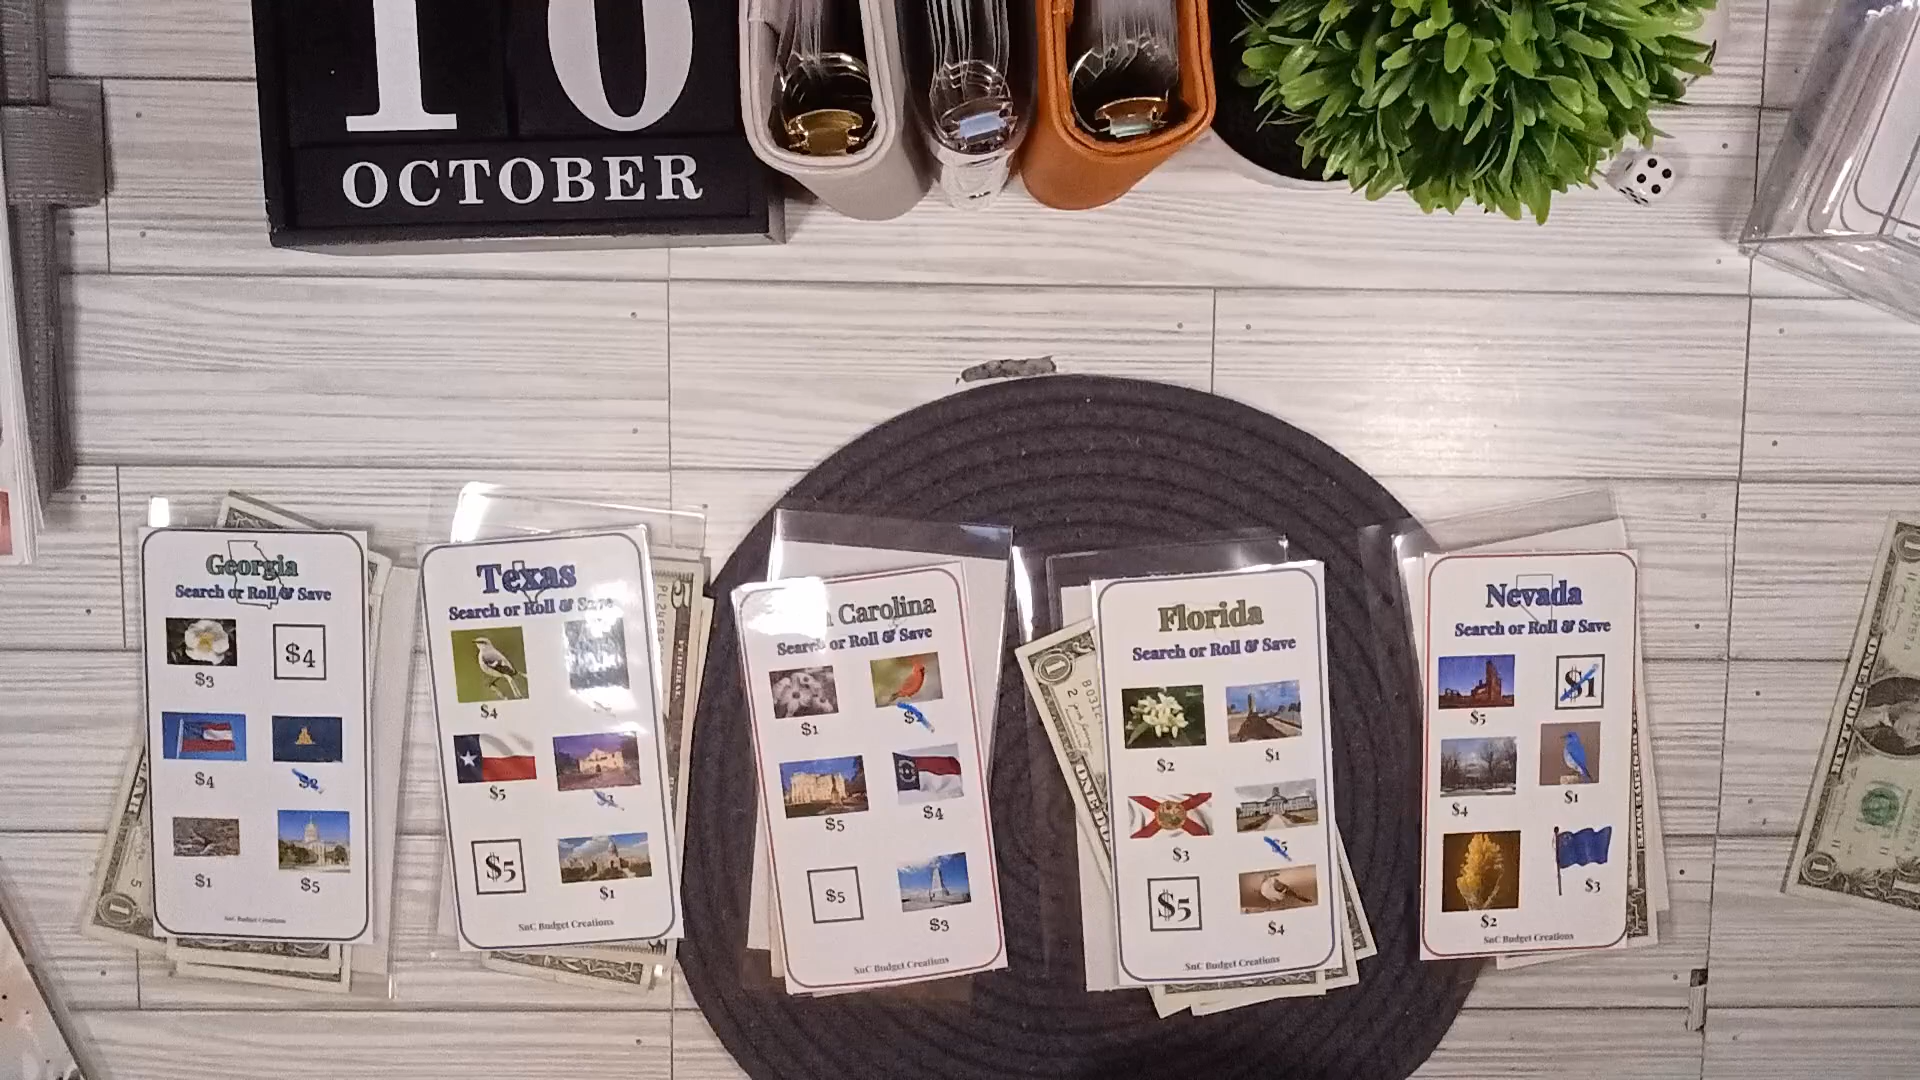 10
OCTOBER
Georgia
Search or Roll & Save
$3
$4
$4
$2
$1
$5
SnC Budget Creations
Texas
Search or Roll & Save
$4
$5
$3
$5
$1
SnC Budget Creations
Carolina
Search or Roll & Save
$1
$2
$5
$4
$5
$3
SnC Budget Creations
Florida
Search or Roll & Save
$2
$1
$3
$5
$5
$4
SnC Budget Creations
Nevada
Search or Roll & Save
$5
$1
$4
$1
$2
$3
SnC Budget Creations